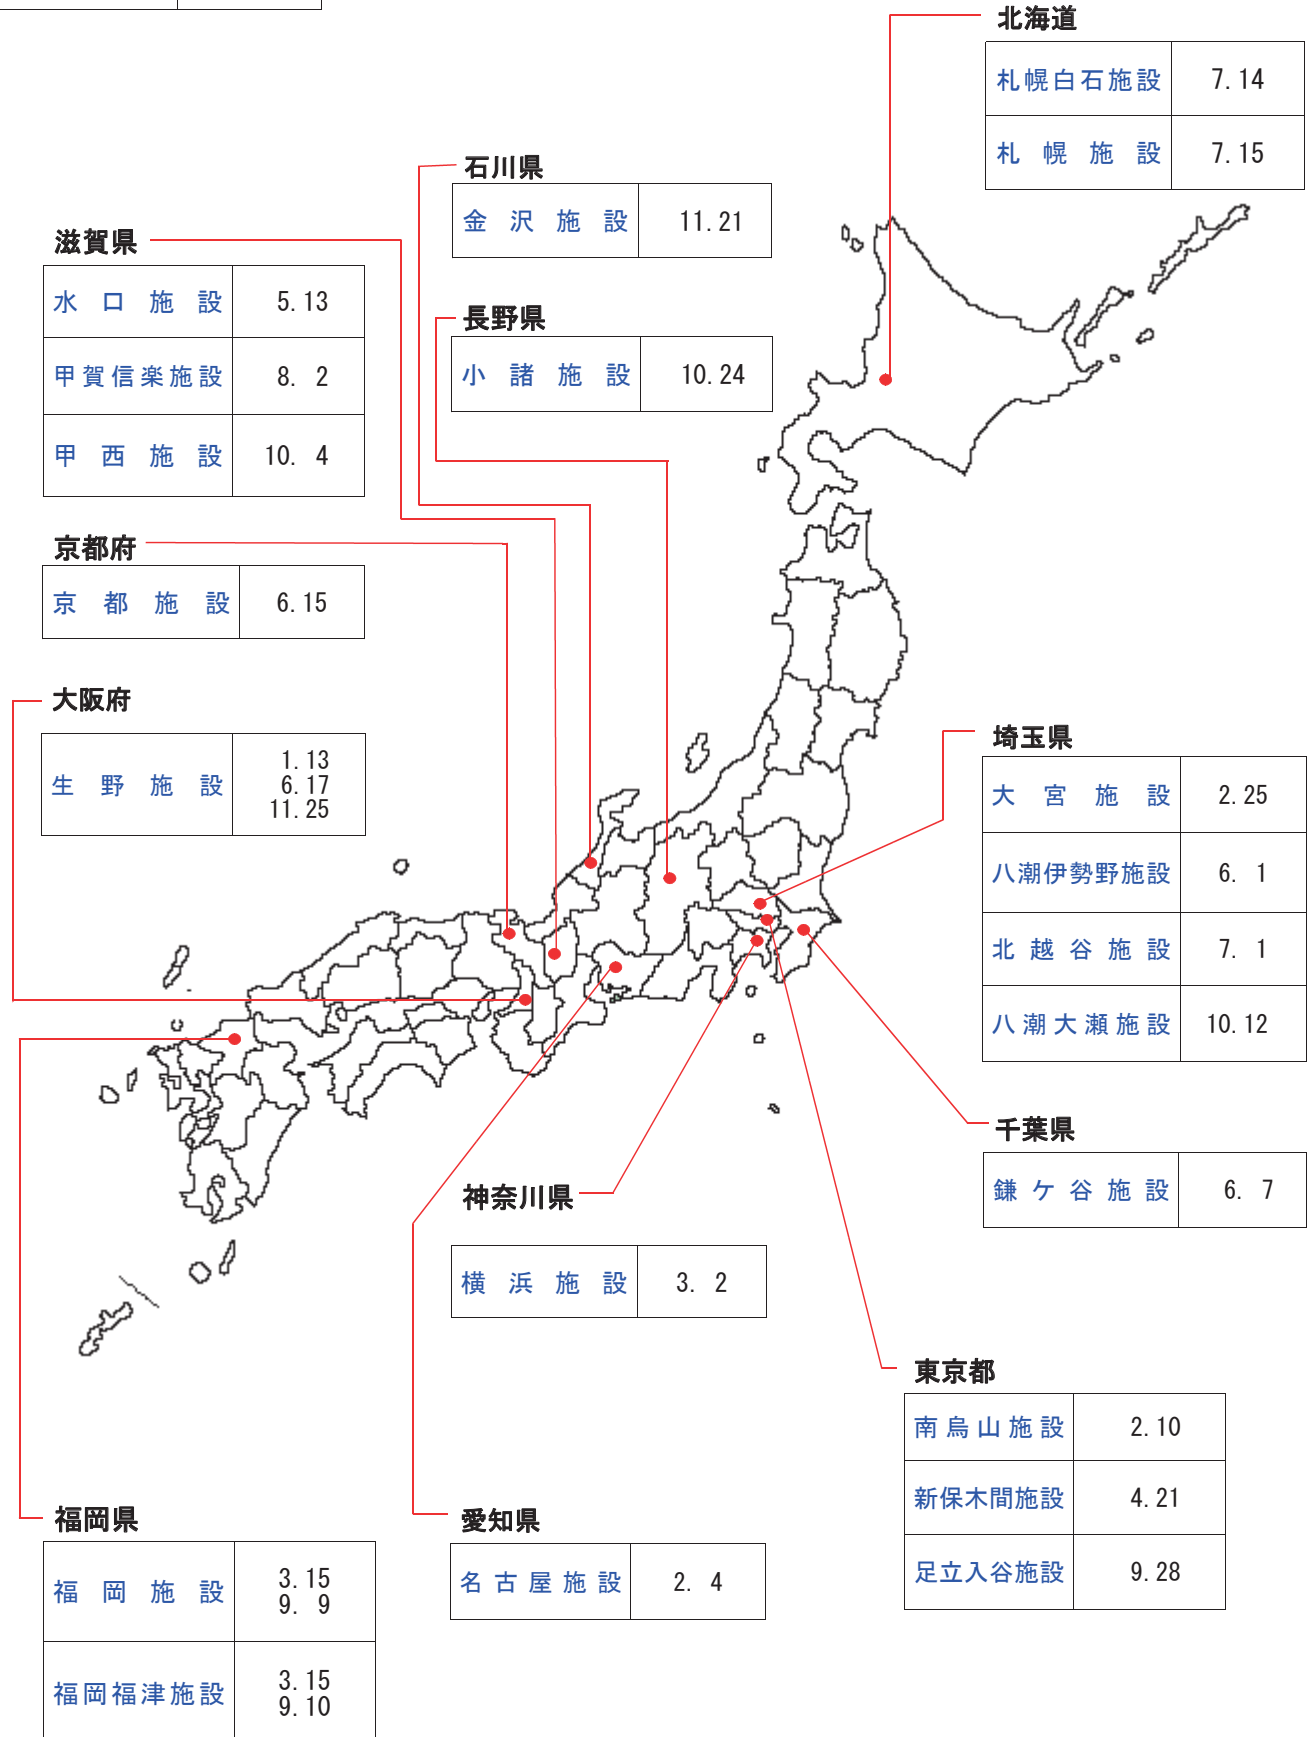 北海道
札幌白石施設 7.14
札幌施設 7.15
石川県
金沢施設 11.21
滋賀県
水口施設 5.13
甲賀信楽施設 8. 2
甲西施設 10. 4
長野県
小諸施設 10.24
京都府
京都施設 6.15
大阪府
生野施設 1.13
6.17
11.25
埼玉県
大宮施設 2.25
八潮伊勢野施設 6. 1
北越谷施設 7. 1
八潮大瀬施設 10.12
千葉県
鎌ケ谷施設 6. 7
神奈川県
横浜施設 3. 2
東京都
南烏山施設 2.10
新保木間施設 4.21
足立入谷施設 9.28
愛知県
名古屋施設 2. 4
福岡県
福岡施設 3.15
9. 9
福岡福津施設 3.15
9.10